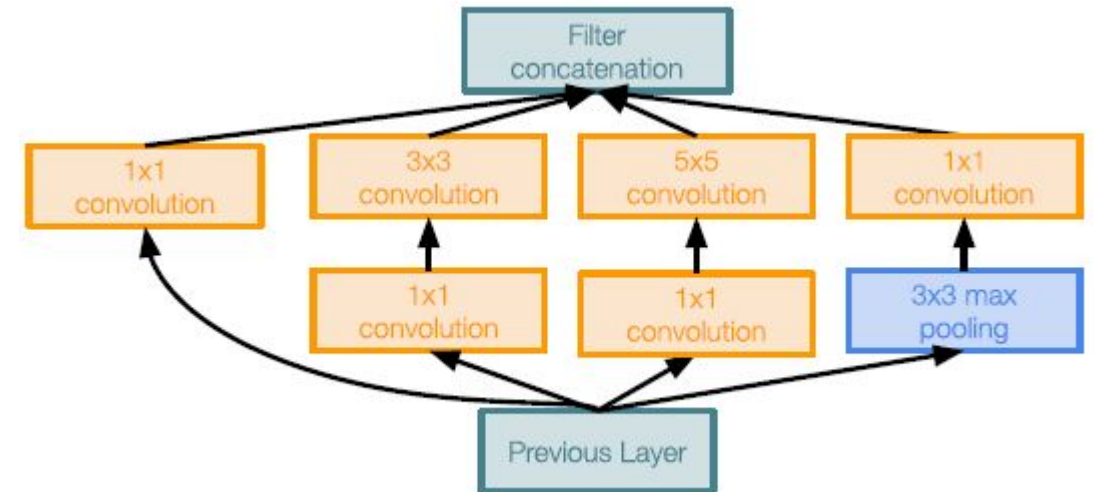 Filter
concatenation
1x1
convolution
3x3
convolution
5x5
convolution
1x1
convolution
1x1
convolution
1x1
convolution
3x3 max
pooling
Previous Layer